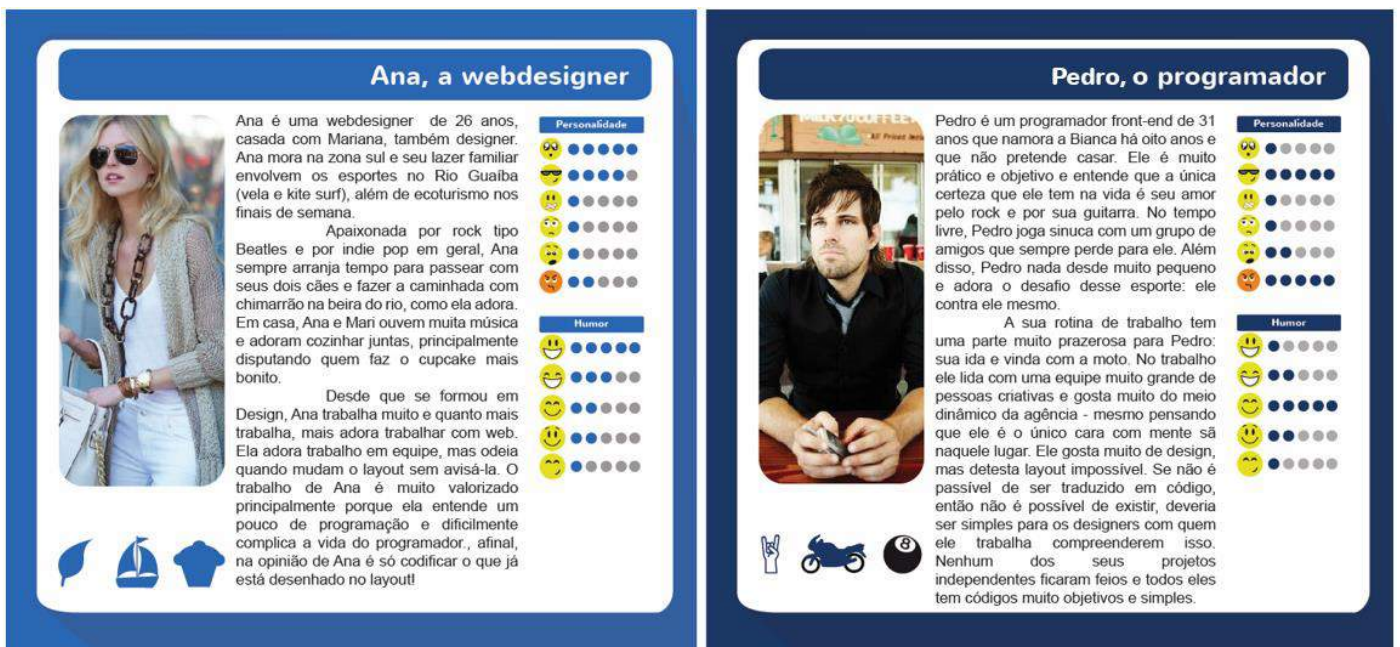 Ana, a webdesigner
Ana é uma webdesigner de 26 anos,
casada com Mariana, também designer.
Ana mora na zona sul e seu lazer familiar
envolvem os esportes no Rio Guaíba
(vela e kite surf), além de ecoturismo nos
finais de semana.
Apaixonada por rock tipo
Beatles e por indie pop em geral, Ana
sempre arranja tempo para passear com
seus dois cães e fazer a caminhada com
chimarrão na beira do rio, como ela adora.
Em casa, Ana e Mari ouvem muita música
e adoram cozinhar juntas, principalmente
disputando quem faz o cupcake mais
bonito.
Desde que se formou em
Design, Ana trabalha muito e quanto mais
trabalha, mais adora trabalhar com web.
Ela adora trabalho em equipe, mas odeia
quando mudam o layout sem avisá-la. O
trabalho de Ana é muito valorizado
principalmente porque ela entende um
pouco de programação e dificilmente
complica a vida do programador., afinal,
na opinião de Ana é só codificar o que já
está desenhado no layout!
Personalidade
Humor
Pedro, o programador
Pedro é um programador front-end de 31
anos que namora a Bianca há oito anos e
que não pretende casar. Ele é muito
prático e objetivo e entende que a única
certeza que ele tem na vida é seu amor
pelo rock e por sua guitarra. No tempo
livre, Pedro joga sinuca com um grupo de
amigos que sempre perde para ele. Além
disso, Pedro nada desde muito pequeno
e adora o desafio desse esporte: ele
contra ele mesmo.
A sua rotina de trabalho tem
uma parte muito prazerosa para Pedro:
sua ida e vinda com a moto. No trabalho
ele lida com uma equipe muito grande de
pessoas criativas e gosta muito do meio
dinâmico da agência - mesmo pensando
que ele é o único cara com mente sã
naquele lugar. Ele gosta muito de design,
mas detesta layout impossível. Se não é
passível de ser traduzido em código,
então não é possível de existir, deveria
ser simples para os designers com quem
ele trabalha compreenderem isso.
Nenhum dos seus projetos
independentes ficaram feios e todos eles
tem códigos muito objetivos e simples.
Personalidade
Humor
8